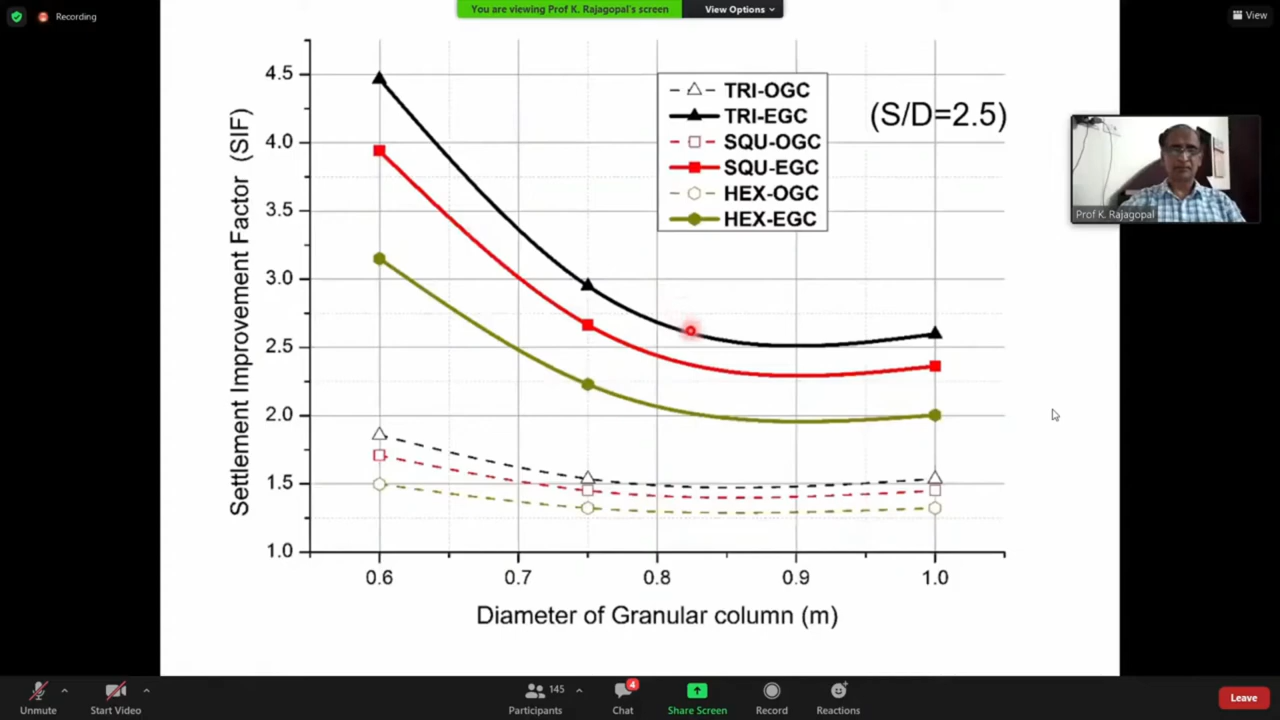 Recording
You are viewing Prof K. Rajagopal's screen
View Options
View
4.5
4.0
3.5
3.0
2.5
2.0
1.5
1.0
Settlement Improvement Factor (SIF)
TRI-OGC
TRI-EGC
SQU-OGC
SQU-EGC
HEX-OGC
HEX-EGC
(S/D=2.5)
Prof K. Rajagopal
0.6 0.7 0.8 0.9 1.0
Diameter of Granular column (m)
145
4
Unmute Start Video Participants Chat Share Screen Record Reactions Leave